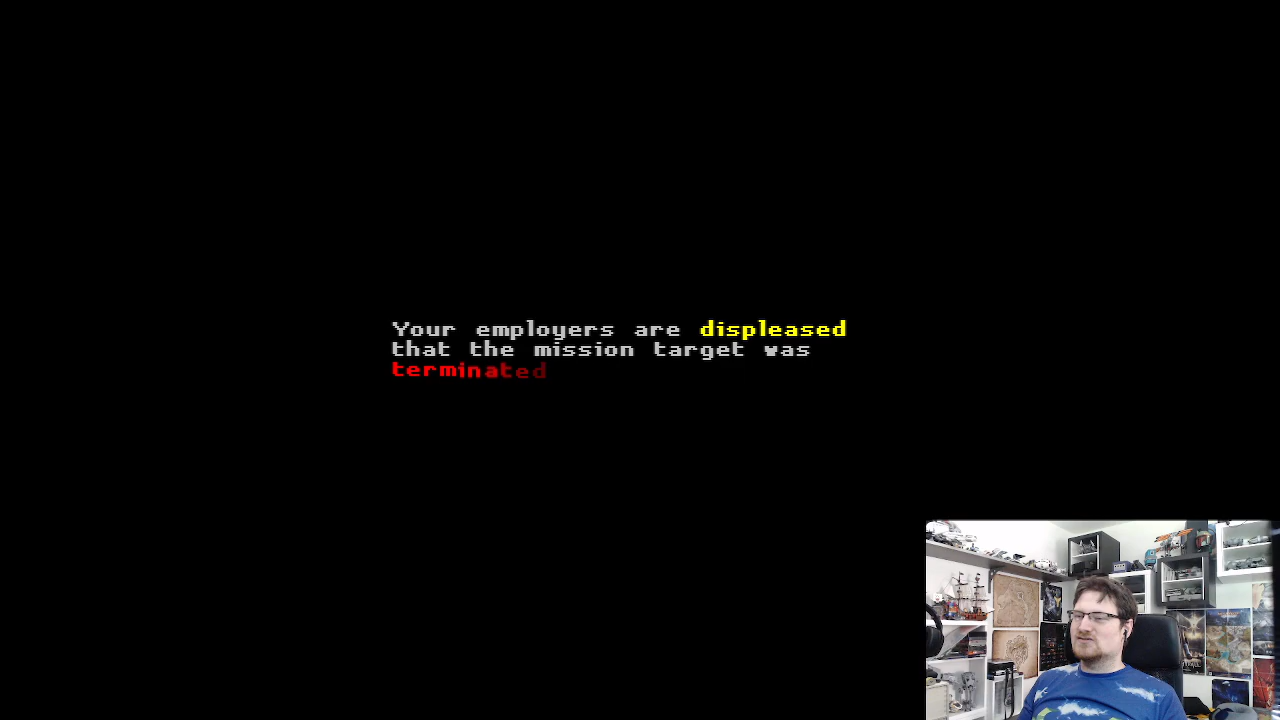 Your employers are displeased
that the mission target was
terminated